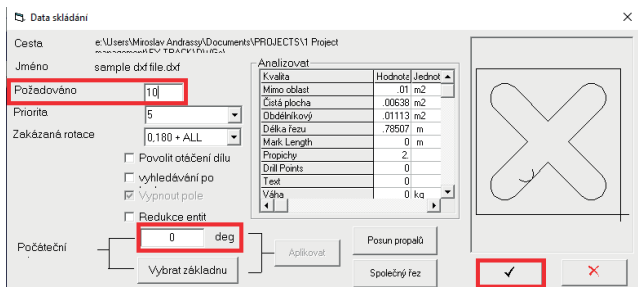 Data skládání
Cesta e:\Users\Miroslav Andrassy\Documents\PROJECTS\1 Project
Jméno sample dxf file.dxf
Požadováno 10
Priorita 5
Zakázaná rotace 0,180 + ALL
Povolit otáčení dílu
vyhledávání po
Vypnout pole
Redukce entit
Analizovat
Kvalita Hodnota Jednot
Mimo oblast .01 m2
Čistá plocha .00638 m2
Obdélníkový .01113 m2
Délka řezu .78507 m
Mark Length 0 m
Propichy 2
Drill Points 0
Text 0
Váha 0 kg
Počáteční
0 deg
Vybrat základnu
Aplikovat
Posun propalů
Společný řez